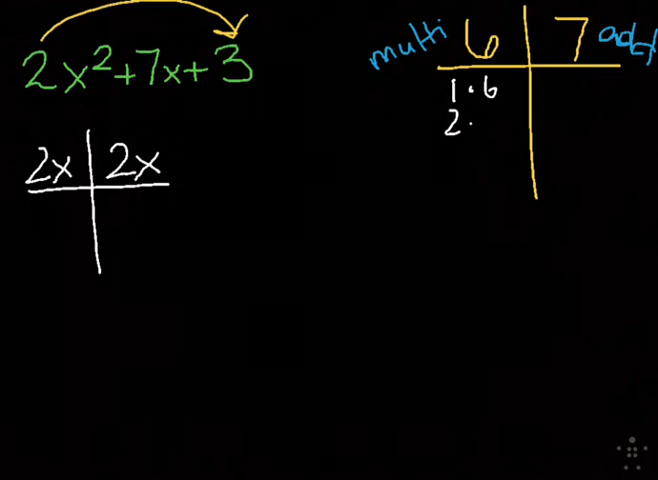 2x²+7x+3
multi 6 | 7 add
1·6
2·
2x | 2x